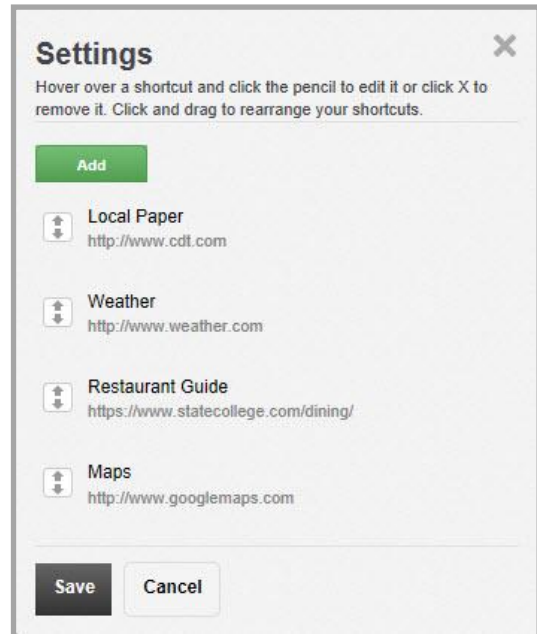 Settings
Hover over a shortcut and click the pencil to edit it or click X to
remove it. Click and drag to rearrange your shortcuts.
Add
Local Paper
http://www.cdt.com
Weather
http://www.weather.com
Restaurant Guide
https://www.statecollege.com/dining/
Maps
http://www.googlemaps.com
Save Cancel